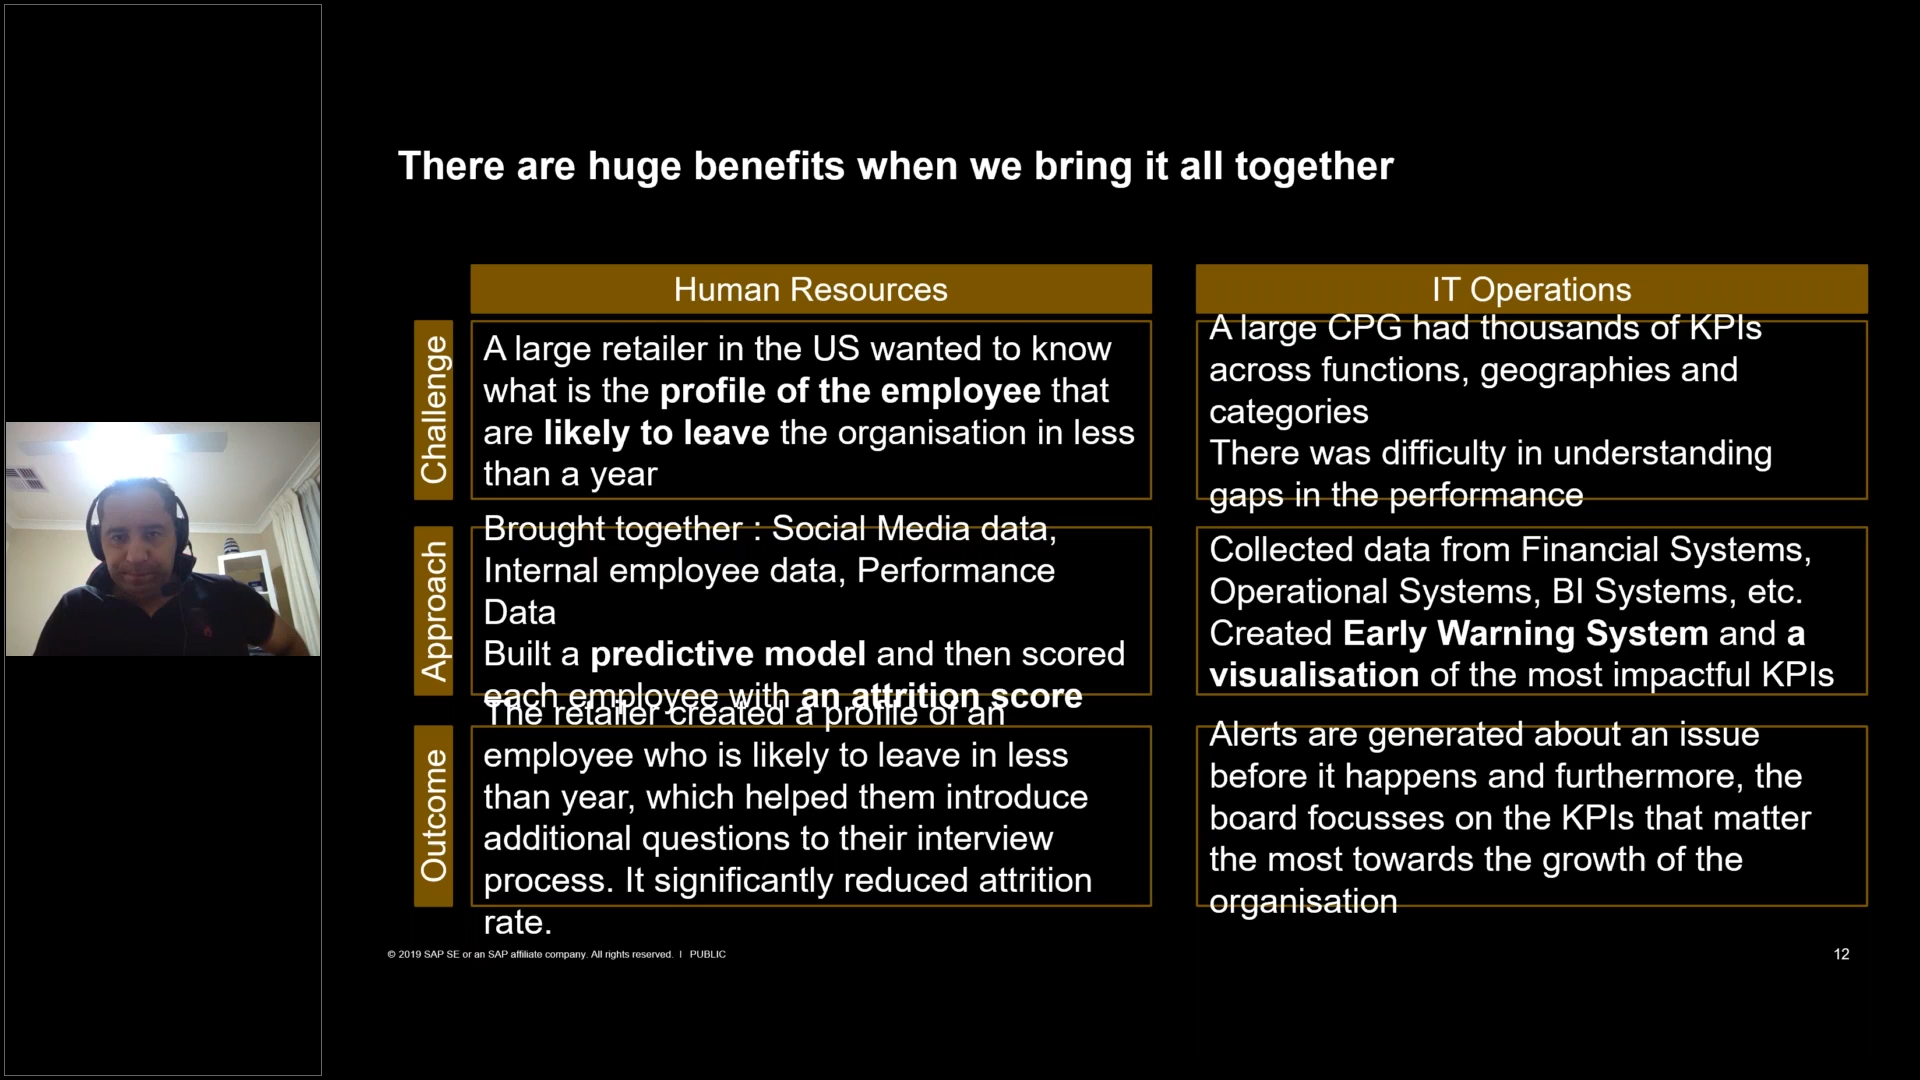 There are huge benefits when we bring it all together
Human Resources
IT Operations
Challenge
A large retailer in the US wanted to know
what is the profile of the employee that
are likely to leave the organisation in less
than a year
A large CPG had thousands of KPIs
across functions, geographies and
categories
There was difficulty in understanding
gaps in the performance
Approach
Brought together : Social Media data,
Internal employee data, Performance
Data
Built a predictive model and then scored
each employee with an attrition score
Collected data from Financial Systems,
Operational Systems, BI Systems, etc.
Created Early Warning System and a
visualisation of the most impactful KPIs
Outcome
The retailer created a profile of an
employee who is likely to leave in less
than year, which helped them introduce
additional questions to their interview
process. It significantly reduced attrition
rate.
Alerts are generated about an issue
before it happens and furthermore, the
board focusses on the KPIs that matter
the most towards the growth of the
organisation
© 2019 SAP SE or an SAP affiliate company. All rights reserved. ǀ PUBLIC
12